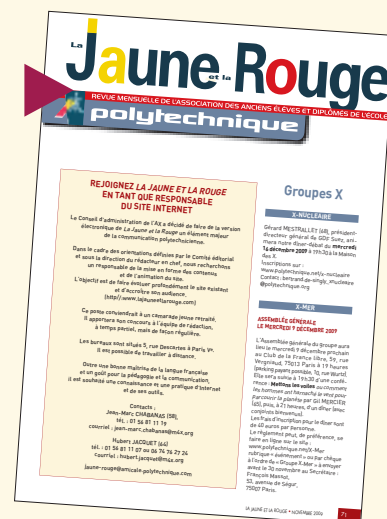 La Jaune et la Rouge
REVUE MENSUELLE DE L'ASSOCIATION DES ANCIENS ÉLÈVES ET DIPLÔMÉS DE L'ÉCOLE
polytechnique
REJOIGNEZ LA JAUNE ET LA ROUGE
EN TANT QUE RESPONSABLE
DU SITE INTERNET
Le Conseil d'administration de l'AX a décidé de faire de la version
électronique de La Jaune et la Rouge un élément majeur
de la communication polytechnicienne.
Dans le cadre des orientations définies par le Comité éditorial
et sous la direction du rédacteur en chef, nous recherchons
un responsable de la mise en forme des contenus
et de l'animation du site.
L'objectif est de faire évoluer profondément le site existant
et d'accroître son audience.
(http//:www.lajauneetlarouge.com)
Ce poste conviendrait à un camarade jeune retraité.
Il apportera son concours à l'équipe de rédaction,
à temps partiel, mais de façon régulière.
Les bureaux sont situés 5, rue Descartes à Paris Ve.
Il est possible de travailler à distance.
Outre une bonne maîtrise de la langue française
et un goût pour la pédagogie et la communication,
il est souhaité une connaissance et une pratique d'Internet
et de ses outils.
Contacts :
Jean-Marc CHABANAS (58),
tél. : 01 56 81 11 19
courriel : jean-marc.chabanas@m4x.org
Hubert JACQUET (64)
tél. : 01 56 81 11 07 ou 06 74 76 27 26
courriel : hubert.jacquet@m4x.org
jaune-rouge@amicale-polytechnique.com
Groupes X
X-NUCLÉAIRE
Gérard MESTRALLET (68), président-
directeur général de GDF Suez, ani-
mera notre dîner-débat du mercredi
16 décembre 2009 à 19h30 à la Maison
des X.
Inscriptions sur :
www.polytechnique.net/x-nucleaire
Contact : bertrand-de-singly_xnucleaire
@polytechnique.org
X-MER
ASSEMBLÉE GÉNÉRALE
LE MERCREDI 9 DÉCEMBRE 2009
L'Assemblée générale du groupe aura
lieu le mercredi 9 décembre prochain
au Club de la France libre, 59, rue
Vergniaud, 75013 Paris à 19 heures
(parking payant possible, 10, rue Wurtz).
Elle sera suivie à 19h30 d'une confé-
rence : Mettons les voiles ou comment
les hommes ont harnaché le vent pour
parcourir la planète par Gil MERCIER
(65), puis, à 21 heures, d'un dîner (avec
conjoints bienvenus).
Les frais d'inscription pour le dîner sont
de 40 euros par personne.
Le règlement peut, de préférence, se
faire en ligne sur le site :
www.polytechnique.net/X-Mer
rubrique « événement » ou par chèque
à l'ordre de « Groupe X-Mer » à envoyer
avant le 30 novembre au Secrétaire :
François Mannot,
53, avenue de Ségur,
75007 Paris.
LA JAUNE ET LA ROUGE • NOVEMBRE 2009 71